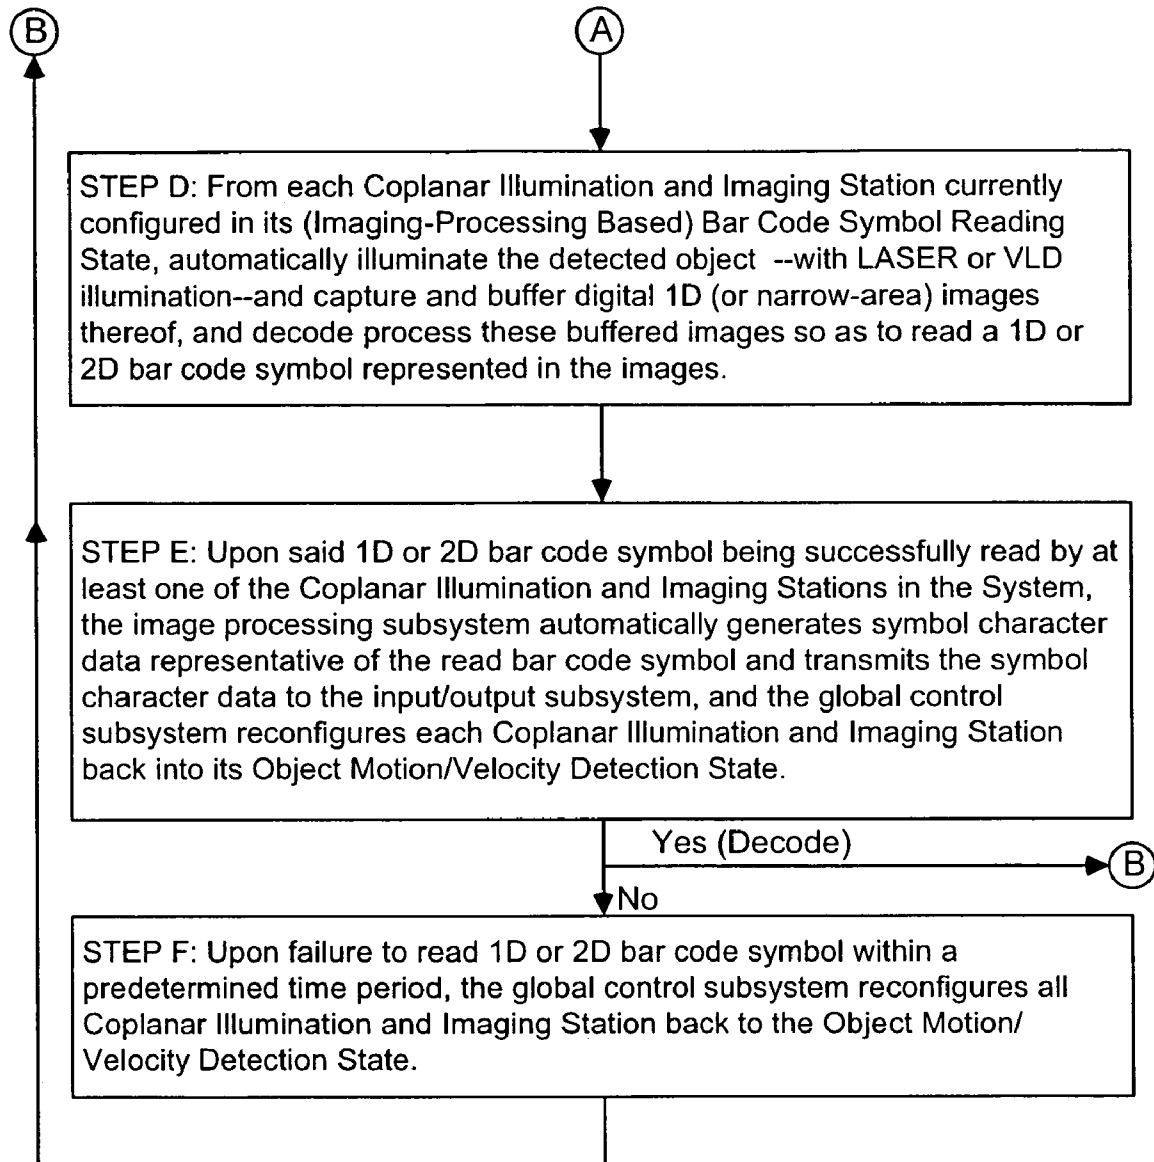 B
A
STEP D: From each Coplanar Illumination and Imaging Station currently
configured in its (Imaging-Processing Based) Bar Code Symbol Reading
State, automatically illuminate the detected object --with LASER or VLD
illumination--and capture and buffer digital 1D (or narrow-area) images
thereof, and decode process these buffered images so as to read a 1D or
2D bar code symbol represented in the images.
STEP E: Upon said 1D or 2D bar code symbol being successfully read by at
least one of the Coplanar Illumination and Imaging Stations in the System,
the image processing subsystem automatically generates symbol character
data representative of the read bar code symbol and transmits the symbol
character data to the input/output subsystem, and the global control
subsystem reconfigures each Coplanar Illumination and Imaging Station
back into its Object Motion/Velocity Detection State.
Yes (Decode)
B
No
STEP F: Upon failure to read 1D or 2D bar code symbol within a
predetermined time period, the global control subsystem reconfigures all
Coplanar Illumination and Imaging Station back to the Object Motion/
Velocity Detection State.